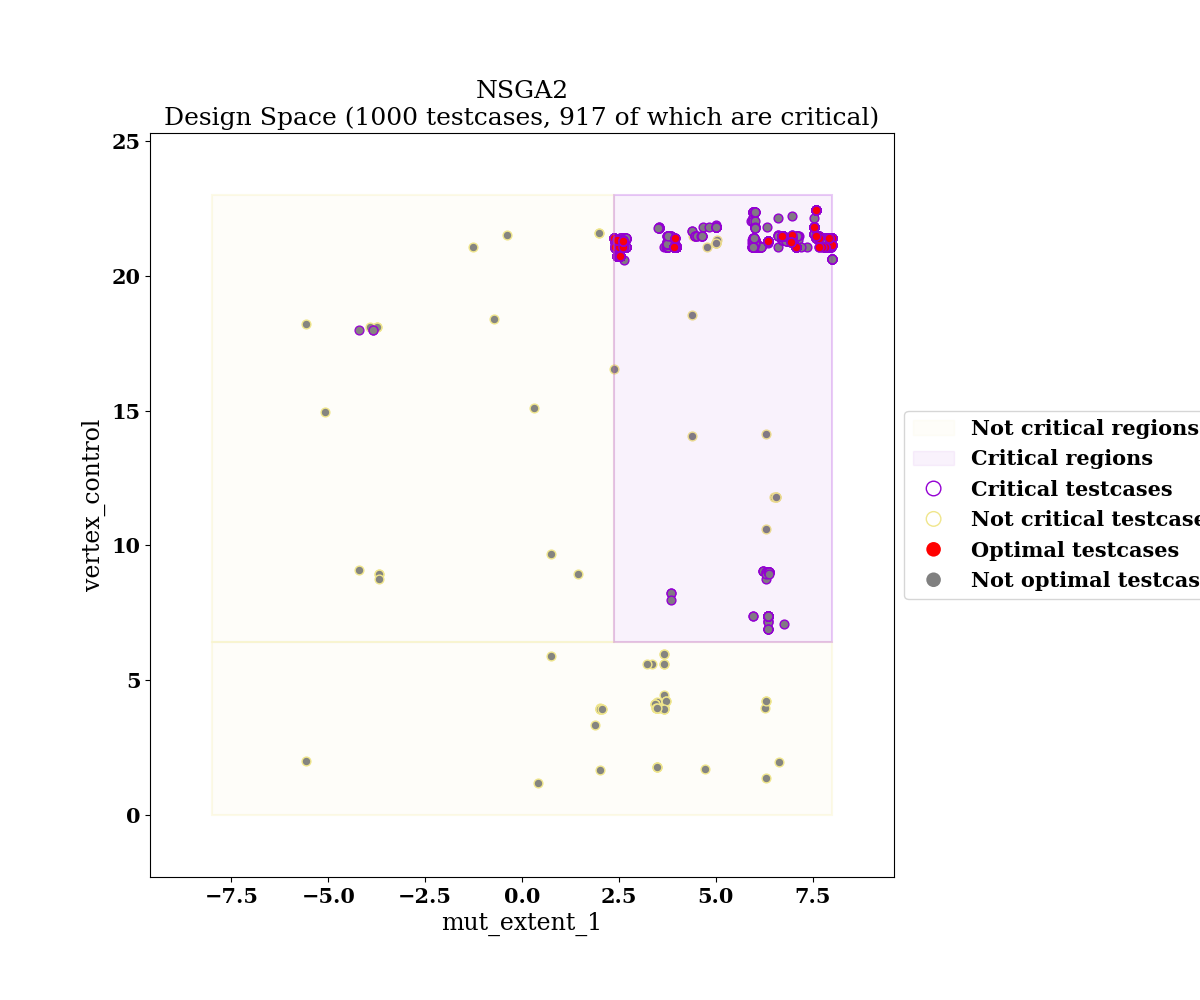 NSGA2
Design Space (1000 testcases, 917 of which are critical)
25
20
15
10
5
0
vertex_control
−7.5 −5.0 −2.5 0.0 2.5 5.0 7.5
mut_extent_1
Not critical regions
Critical regions
Critical testcases
Not critical testcase
Optimal testcases
Not optimal testcas